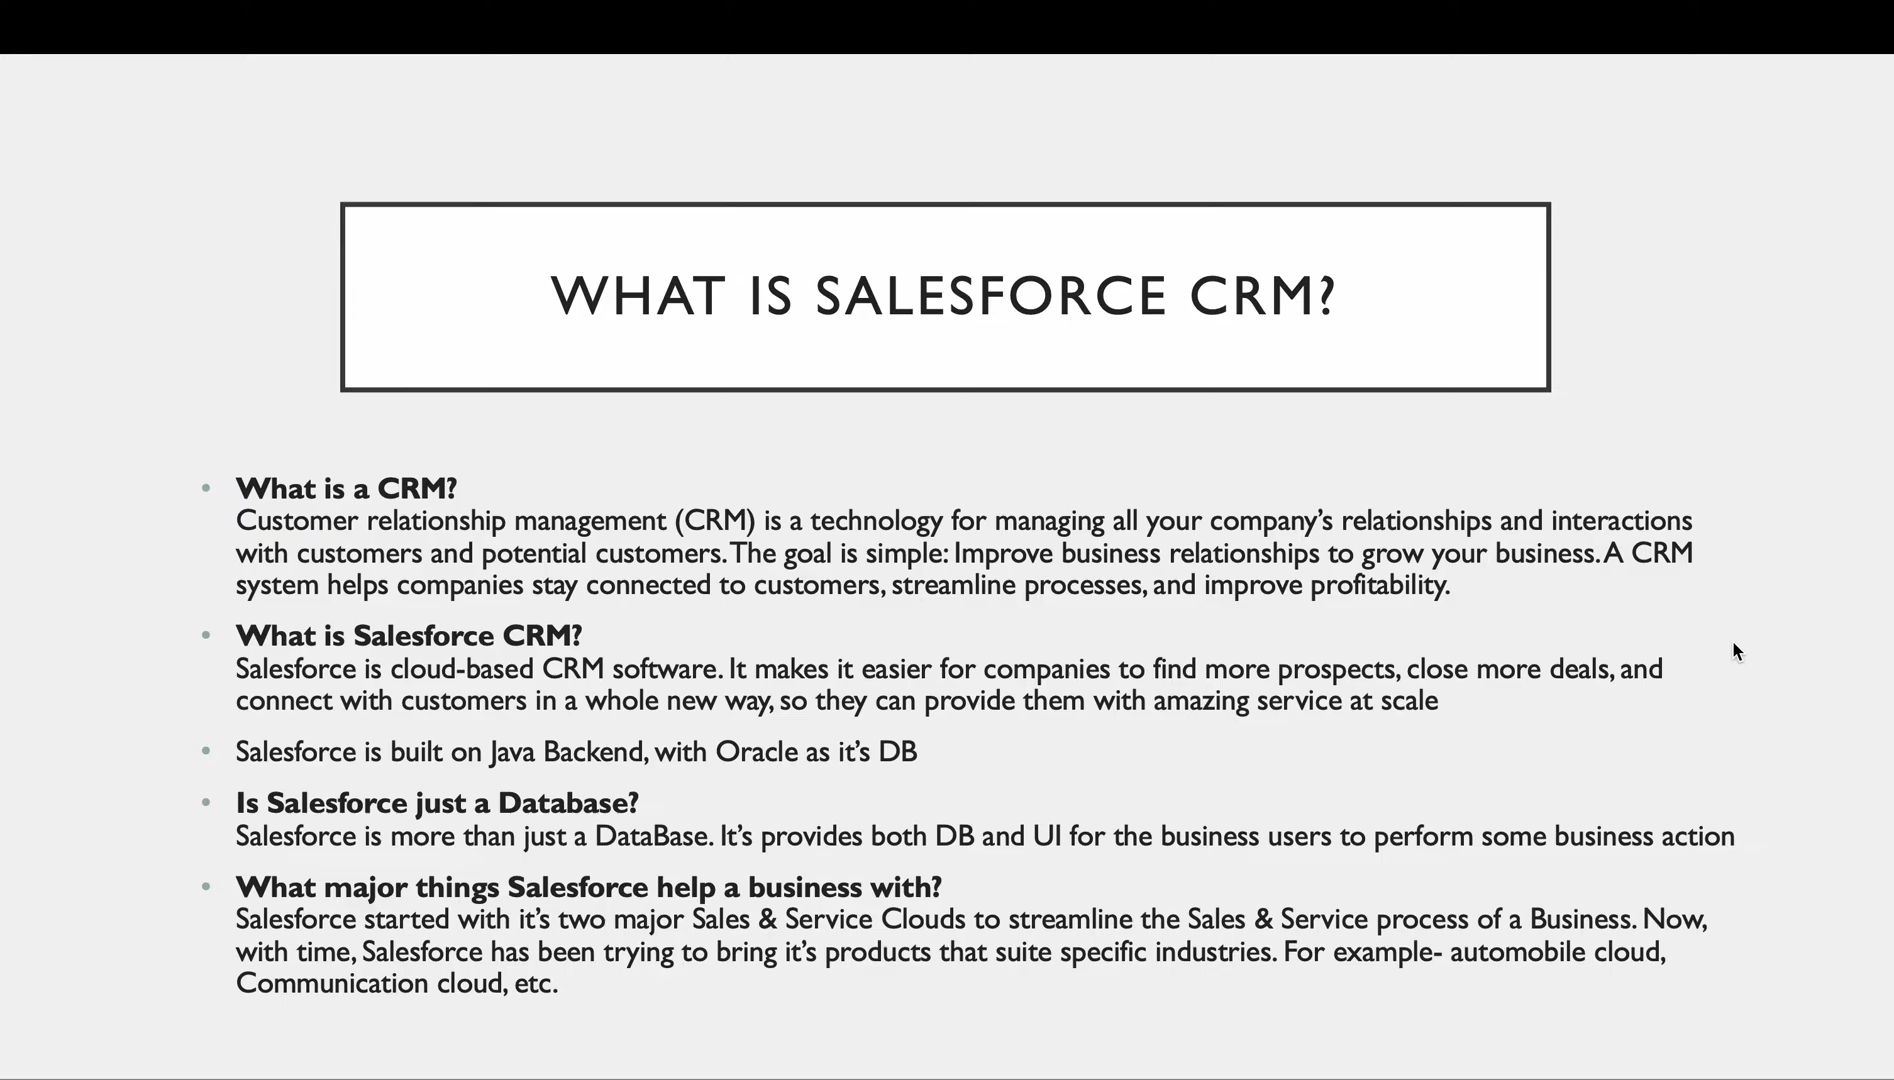 WHAT IS SALESFORCE CRM?
• What is a CRM?
Customer relationship management (CRM) is a technology for managing all your company’s relationships and interactions
with customers and potential customers. The goal is simple: Improve business relationships to grow your business. A CRM
system helps companies stay connected to customers, streamline processes, and improve profitability.
• What is Salesforce CRM?
Salesforce is cloud-based CRM software. It makes it easier for companies to find more prospects, close more deals, and
connect with customers in a whole new way, so they can provide them with amazing service at scale
• Salesforce is built on Java Backend, with Oracle as it’s DB
• Is Salesforce just a Database?
Salesforce is more than just a DataBase. It’s provides both DB and UI for the business users to perform some business action
• What major things Salesforce help a business with?
Salesforce started with it’s two major Sales & Service Clouds to streamline the Sales & Service process of a Business. Now,
with time, Salesforce has been trying to bring it’s products that suite specific industries. For example- automobile cloud,
Communication cloud, etc.